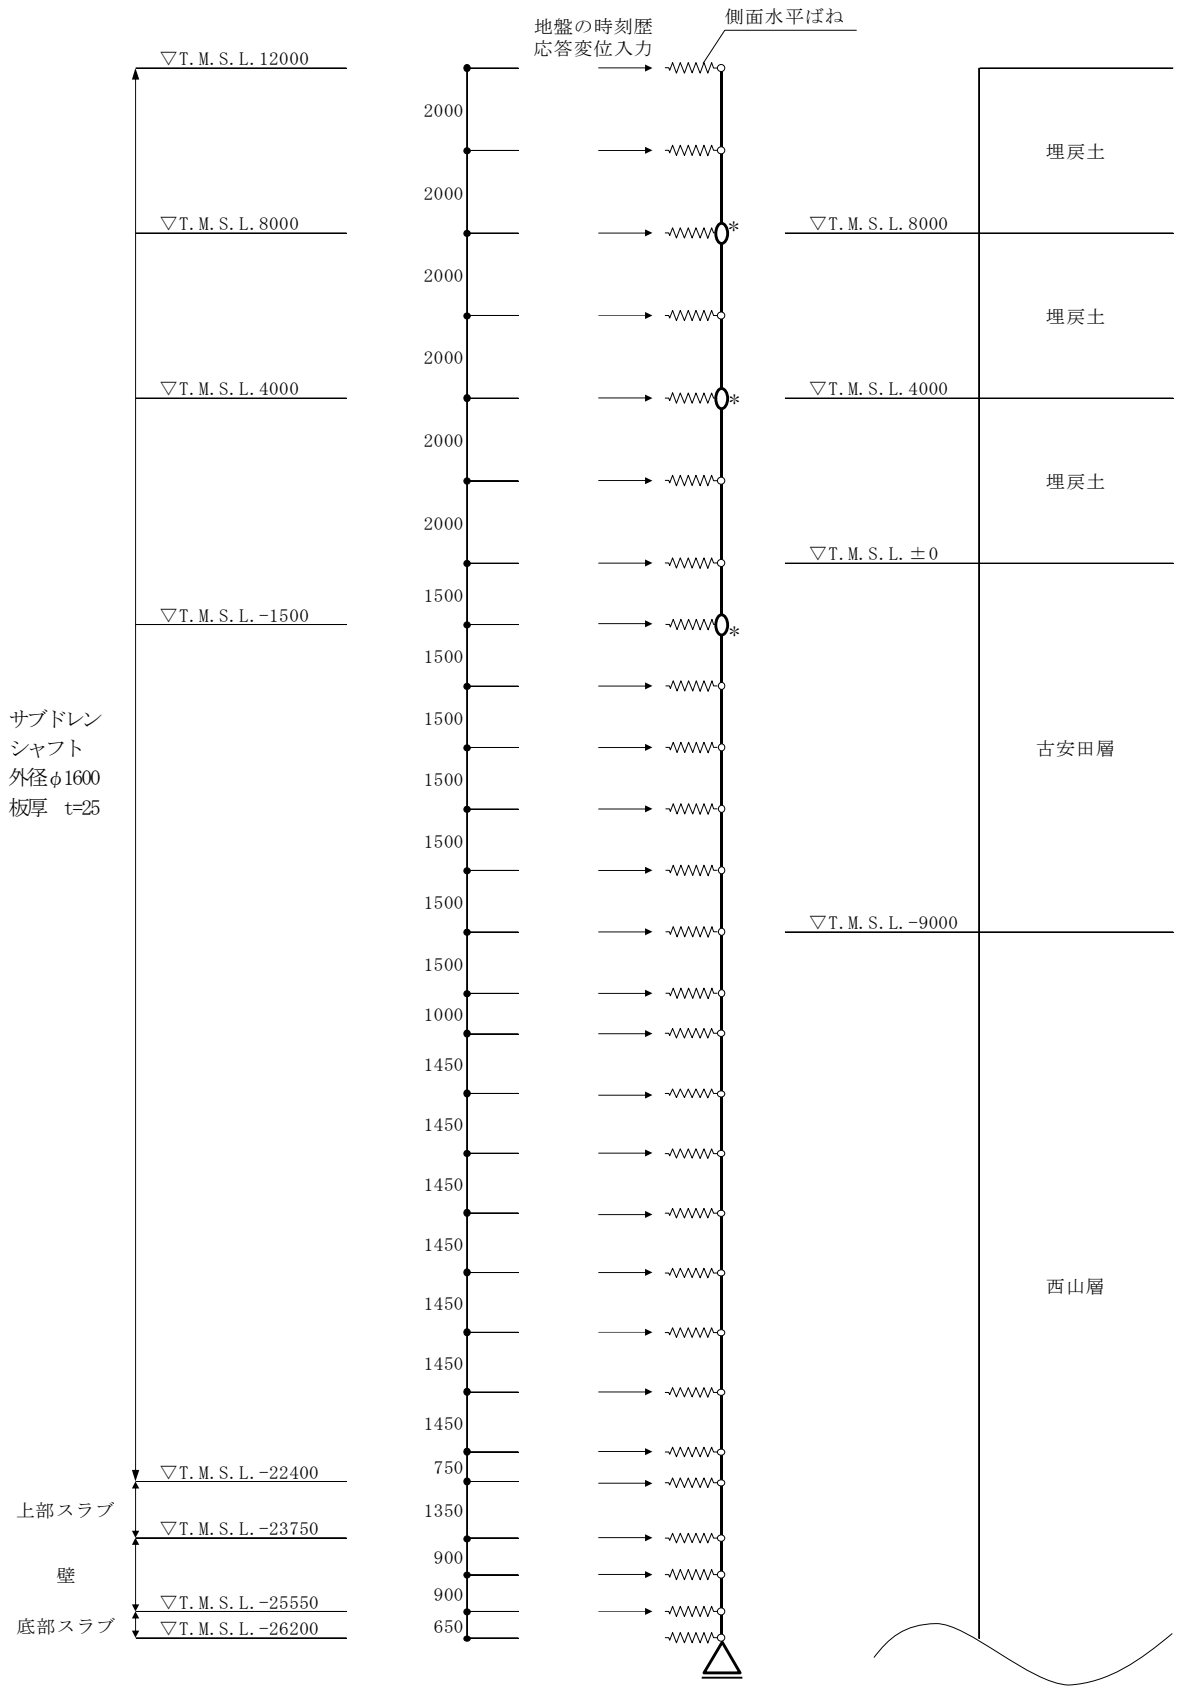 地盤の時刻歴
応答変位入力
側面水平ばね
▽T.M.S.L.12000
2000
埋戻土
2000
▽T.M.S.L.8000
*
▽T.M.S.L.8000
2000
埋戻土
2000
▽T.M.S.L.4000
*
▽T.M.S.L.4000
2000
埋戻土
2000
▽T.M.S.L.±0
1500
▽T.M.S.L.-1500
*
1500
サブドレン
シャフト
外径φ1600
板厚 t=25
1500
古安田層
1500
1500
1500
▽T.M.S.L.-9000
1500
1000
1450
1450
1450
1450
西山層
1450
1450
1450
750
▽T.M.S.L.-22400
上部スラブ
1350
▽T.M.S.L.-23750
900
壁
900
▽T.M.S.L.-25550
底部スラブ
650
▽T.M.S.L.-26200